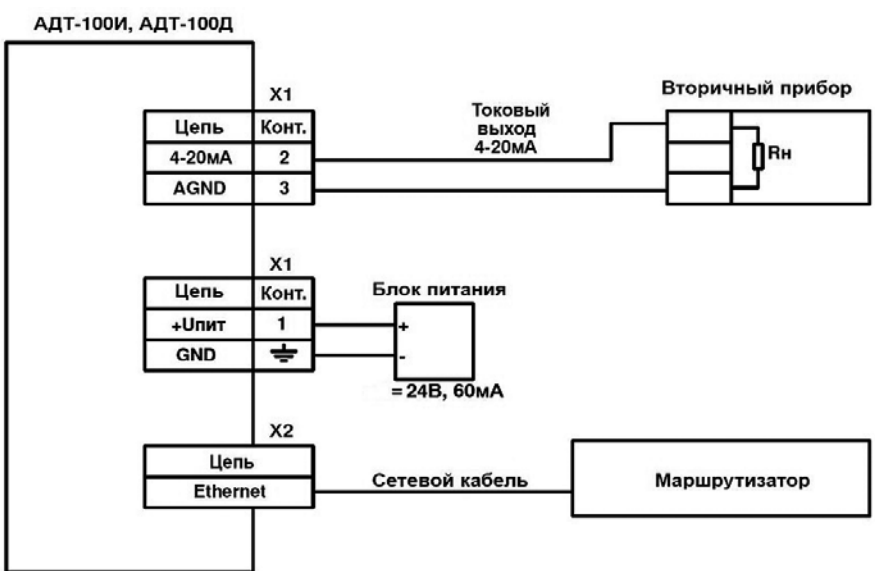 АДТ-100И, АДТ-100Д
X1
Цепь Конт.
4-20мА 2
AGND 3
Токовый
выход
4-20мА
Вторичный прибор
Rн
X1
Цепь Конт.
+Uпит 1
GND
Блок питания
+
-
= 24В, 60мА
X2
Цепь
Ethernet
Сетевой кабель
Маршрутизатор